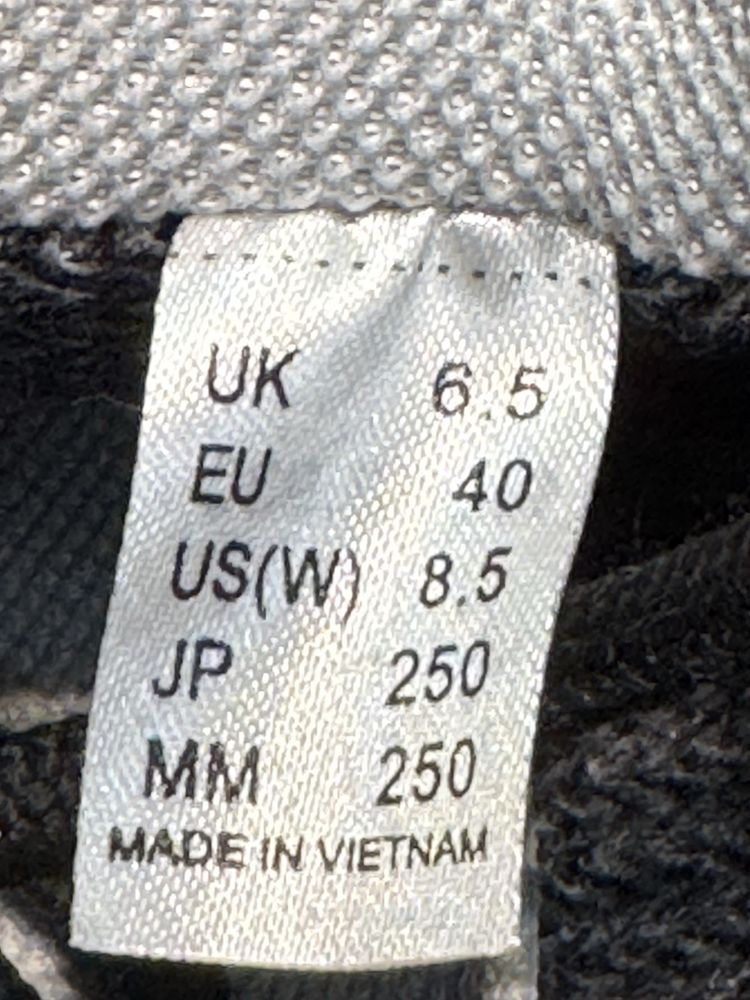 UK 6.5
EU 40
US(W) 8.5
JP 250
MM 250
MADE IN VIETNAM